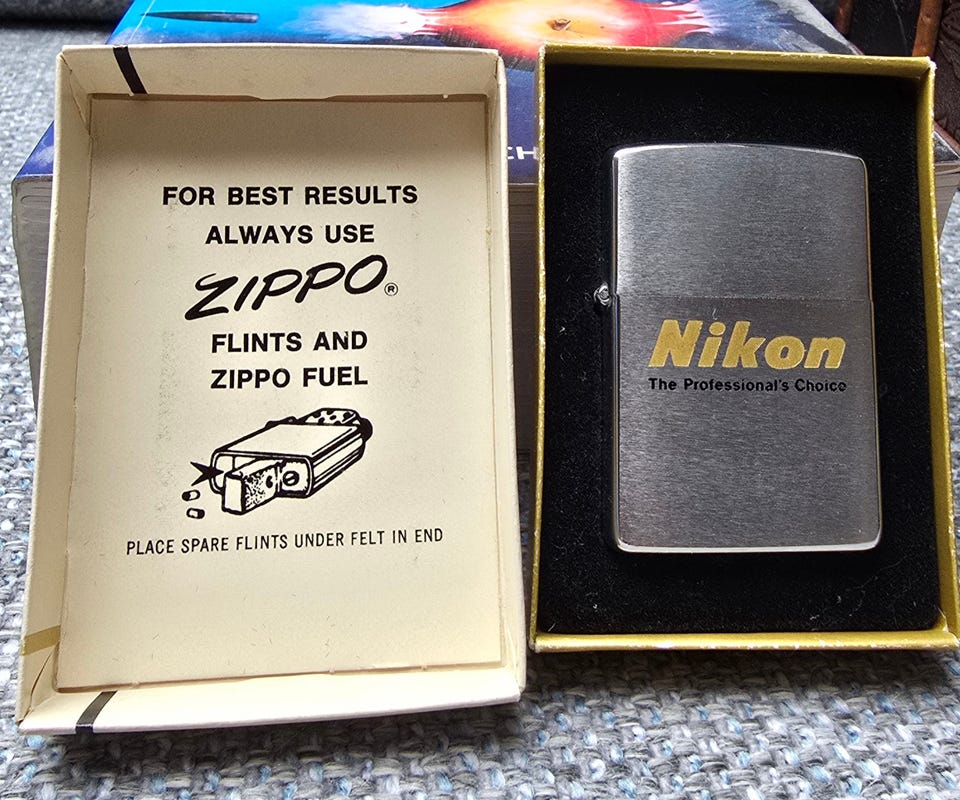 FOR BEST RESULTS
ALWAYS USE
ZIPPO®
FLINTS AND
ZIPPO FUEL
PLACE SPARE FLINTS UNDER FELT IN END
Nikon
The Professional's Choice